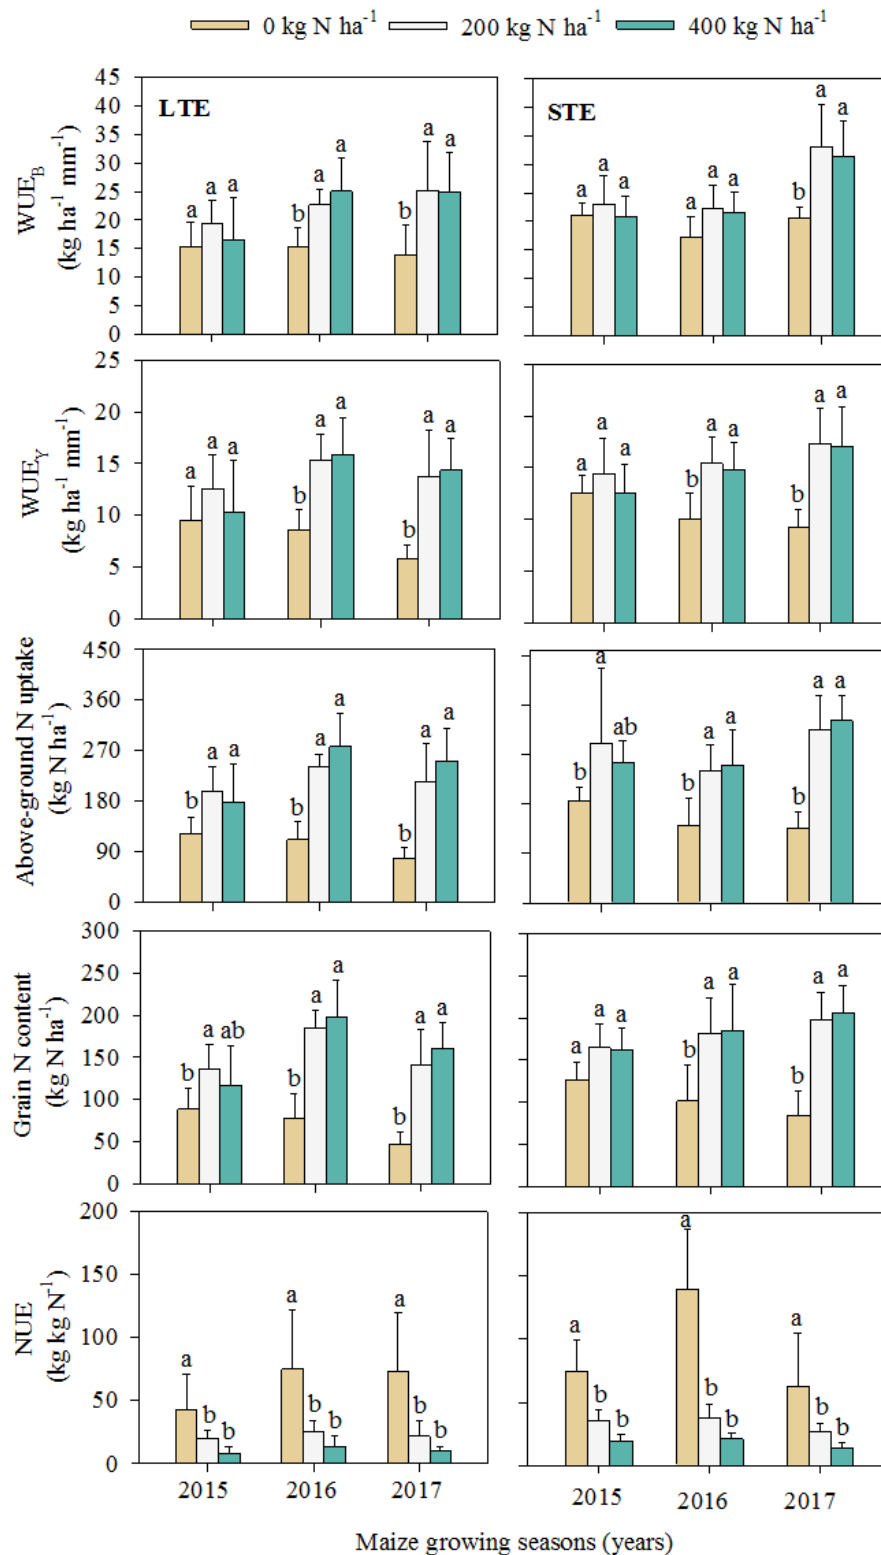 0 kg N ha⁻¹ 200 kg N ha⁻¹ 400 kg N ha⁻¹
LTE
STE
WUE_B
(kg ha⁻¹ mm⁻¹)
45
40
35
30
25
20
15
10
5
0
a a a b a a b a a
a a a a a a b a a
WUE_Y
(kg ha⁻¹ mm⁻¹)
25
20
15
10
5
0
a a a b a a b a a
a a a b a a b a a
Above-ground N uptake
(kg N ha⁻¹)
450
360
270
180
90
0
b a a b a a b a a
b a ab b a a b a a
Grain N content
(kg N ha⁻¹)
300
250
200
150
100
50
0
b a ab b a a b a a
a a a b a a b a a
NUE
(kg kg N⁻¹)
200
150
100
50
0
a b b a b b a b b
a b b a b b a b b
2015 2016 2017
2015 2016 2017
Maize growing seasons (years)